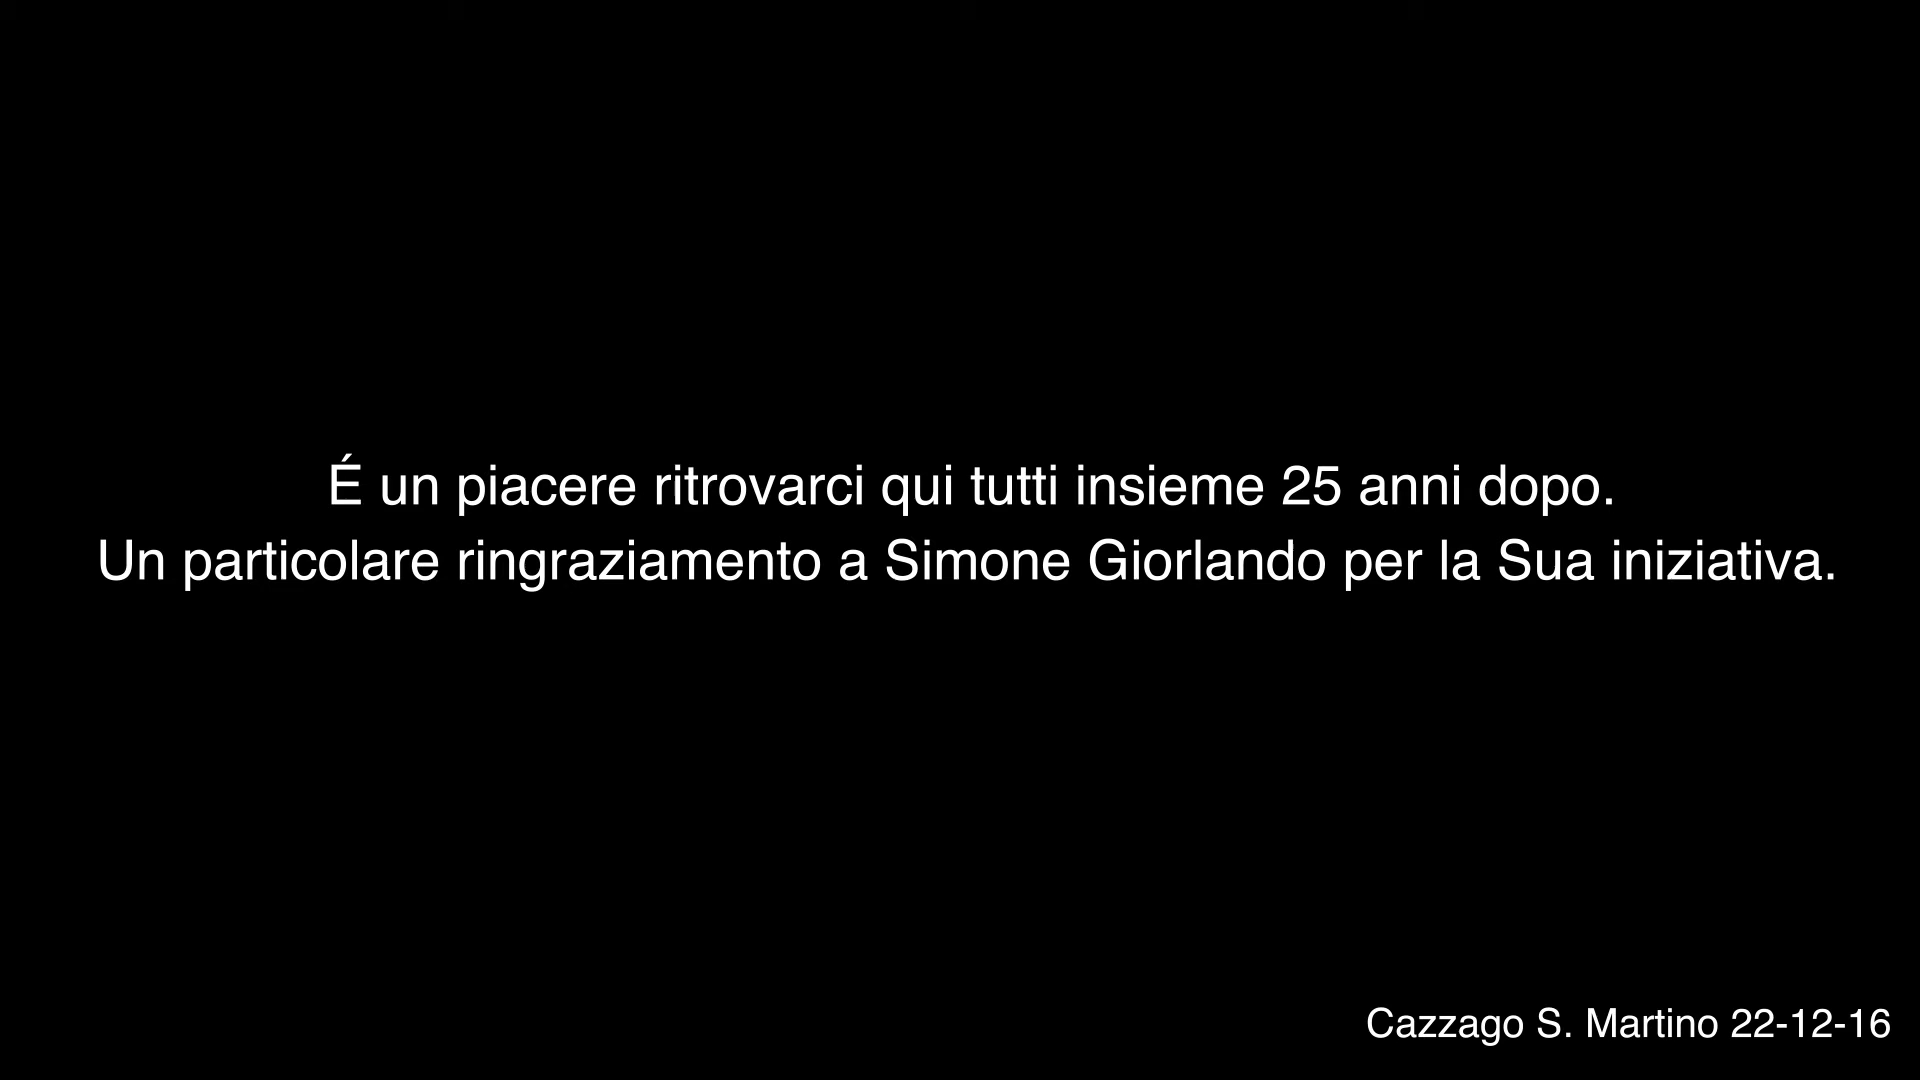 É un piacere ritrovarci qui tutti insieme 25 anni dopo.
Un particolare ringraziamento a Simone Giorlando per la Sua iniziativa.
Cazzago S. Martino 22-12-16